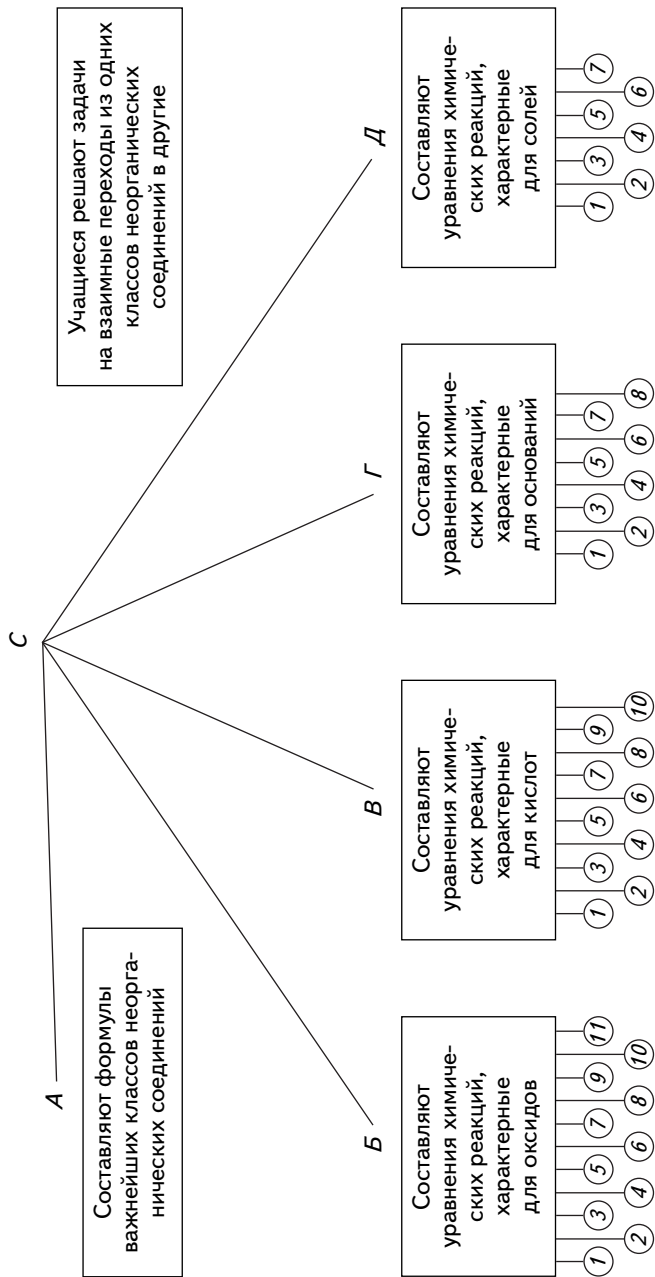 С
Учащиеся решают задачи
на взаимные переходы из одних
классов неорганических
соединений в другие
А
Составляют формулы
важнейших классов неорга-
нических соединений
Б
В
Г
Д
Составляют
уравнения химиче-
ских реакций,
характерные
для оксидов
1
2
3
4
5
6
7
8
9
10
11
Составляют
уравнения химиче-
ских реакций,
характерные
для кислот
1
2
3
4
5
6
7
8
9
10
Составляют
уравнения химиче-
ских реакций,
характерные
для оснований
1
2
3
4
5
6
7
8
Составляют
уравнения химиче-
ских реакций,
характерные
для солей
1
2
3
4
5
6
7